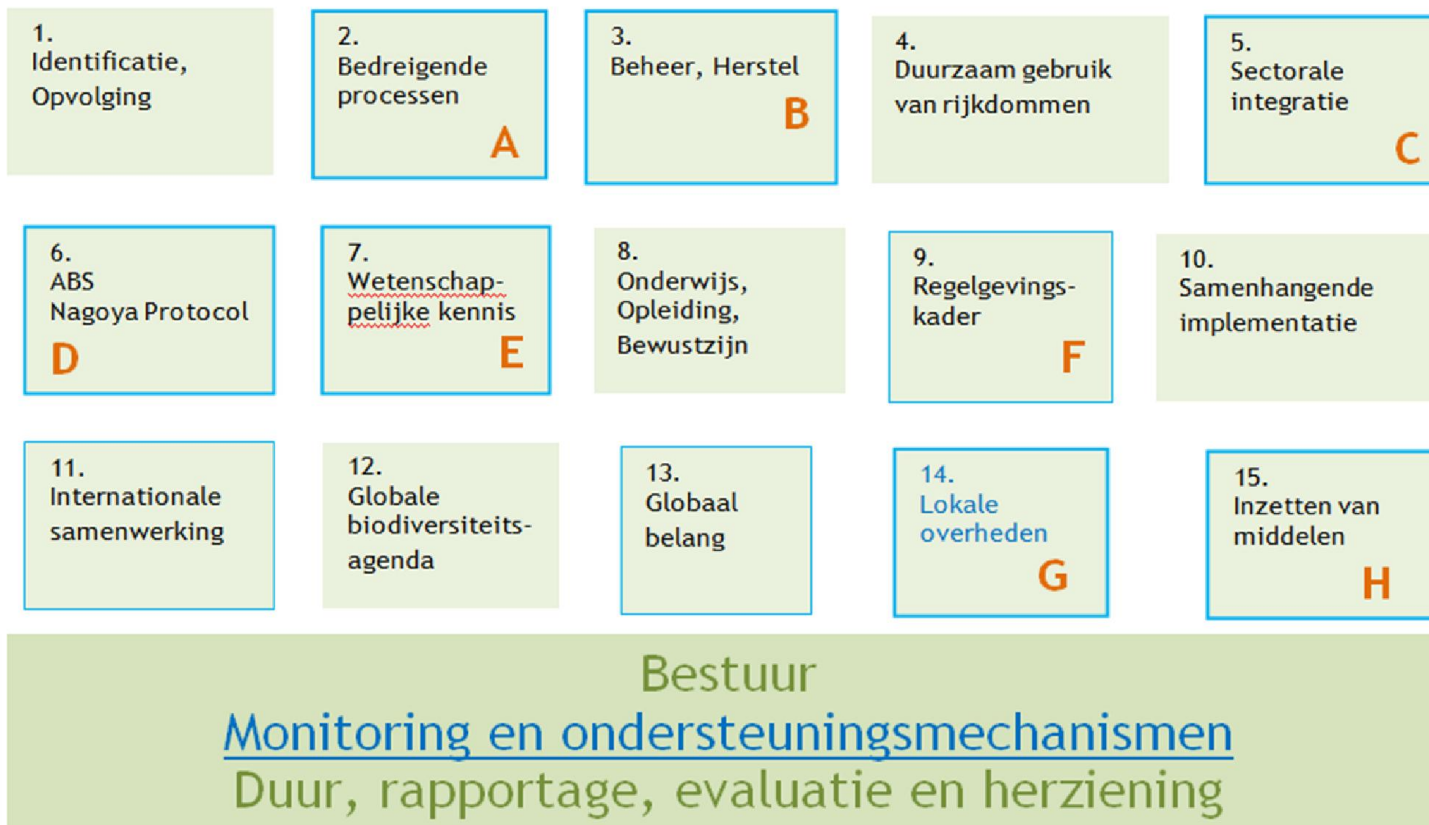 1.
Identificatie,
Opvolging
2.
Bedreigende
processen
A
3.
Beheer, Herstel
B
4.
Duurzaam gebruik
van rijkdommen
5.
Sectorale
integratie
C
6.
ABS
Nagoya Protocol
D
7.
Wetenschap-
pelijke kennis
E
8.
Onderwijs,
Opleiding,
Bewustzijn
9.
Regelgevings-
kader
F
10.
Samenhangende
implementatie
11.
Internationale
samenwerking
12.
Globale
biodiversiteits-
agenda
13.
Globaal
belang
14.
Lokale
overheden
G
15.
Inzetten van
middelen
H
Bestuur
Monitoring en ondersteuningsmechanismen
Duur, rapportage, evaluatie en herziening